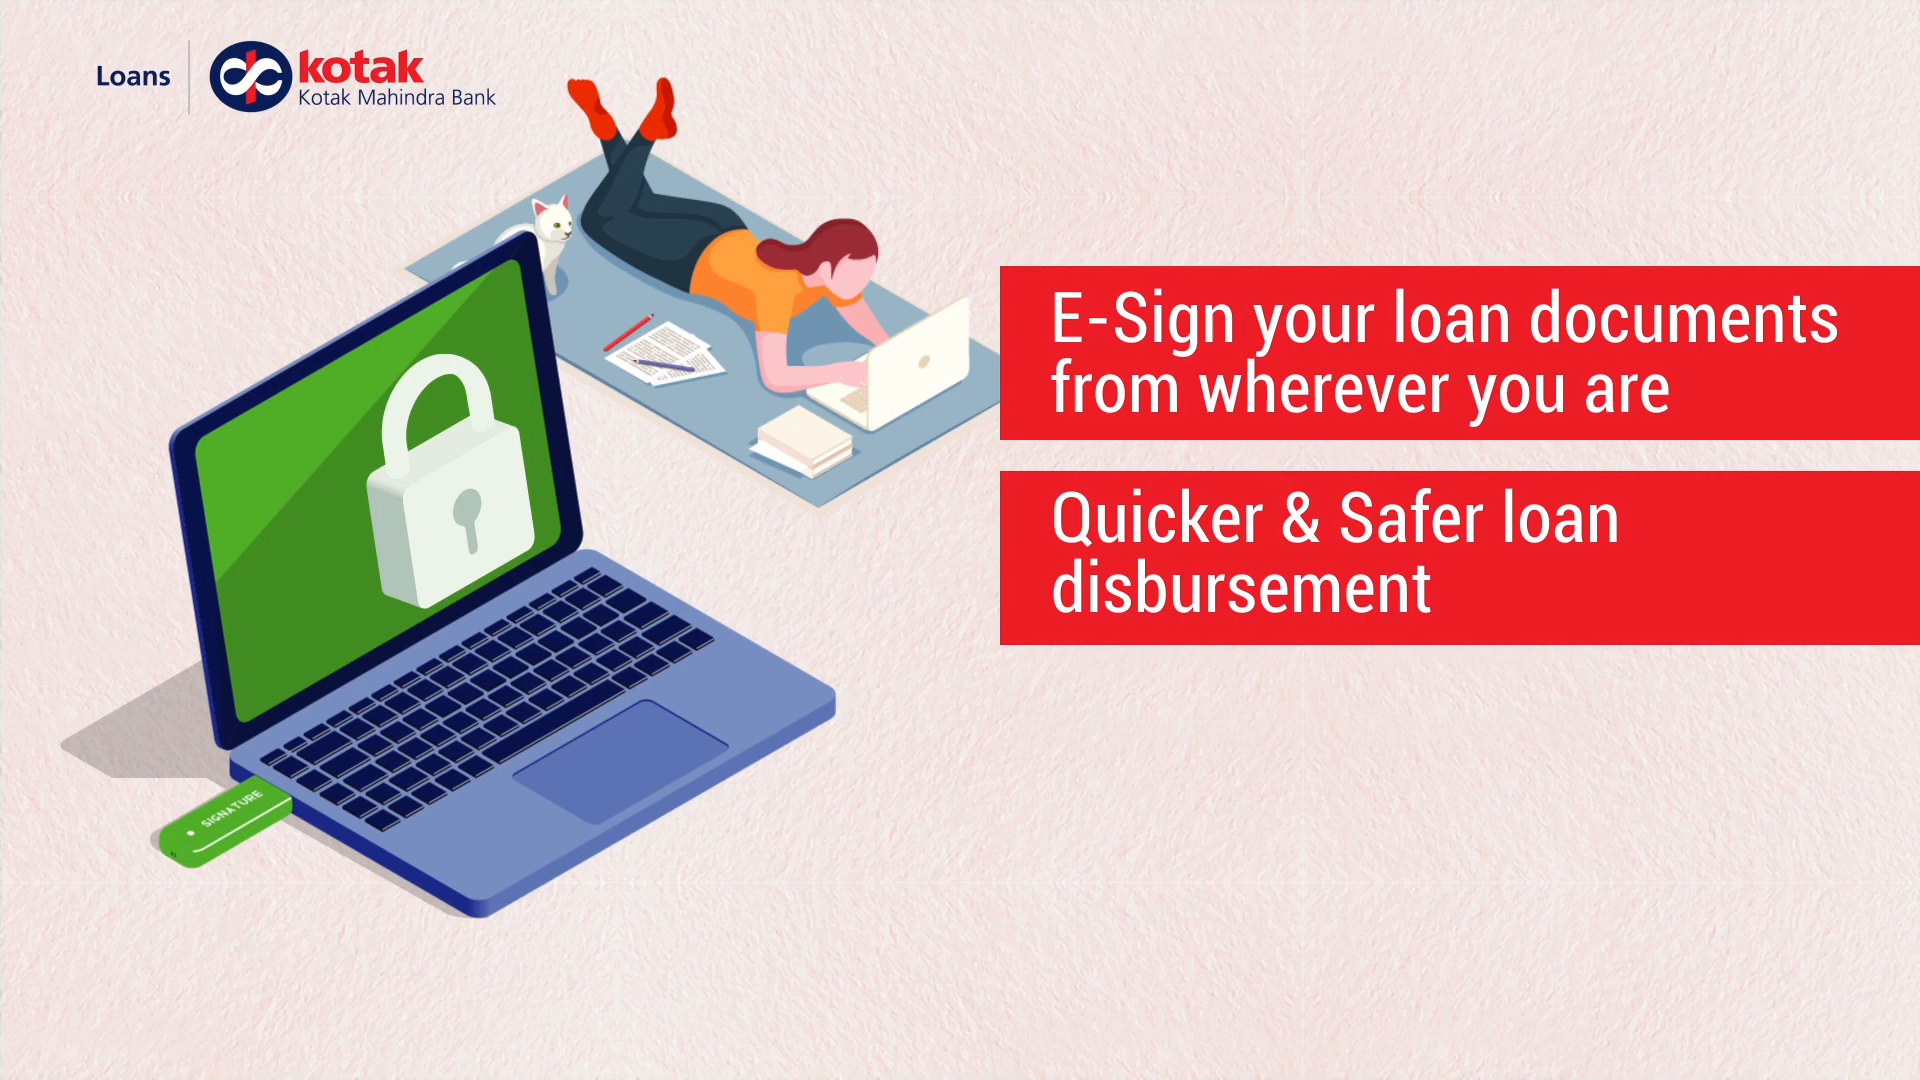 Loans
kotak
Kotak Mahindra Bank
E-Sign your loan documents
from wherever you are
Quicker & Safer loan
disbursement
SIGNATURE